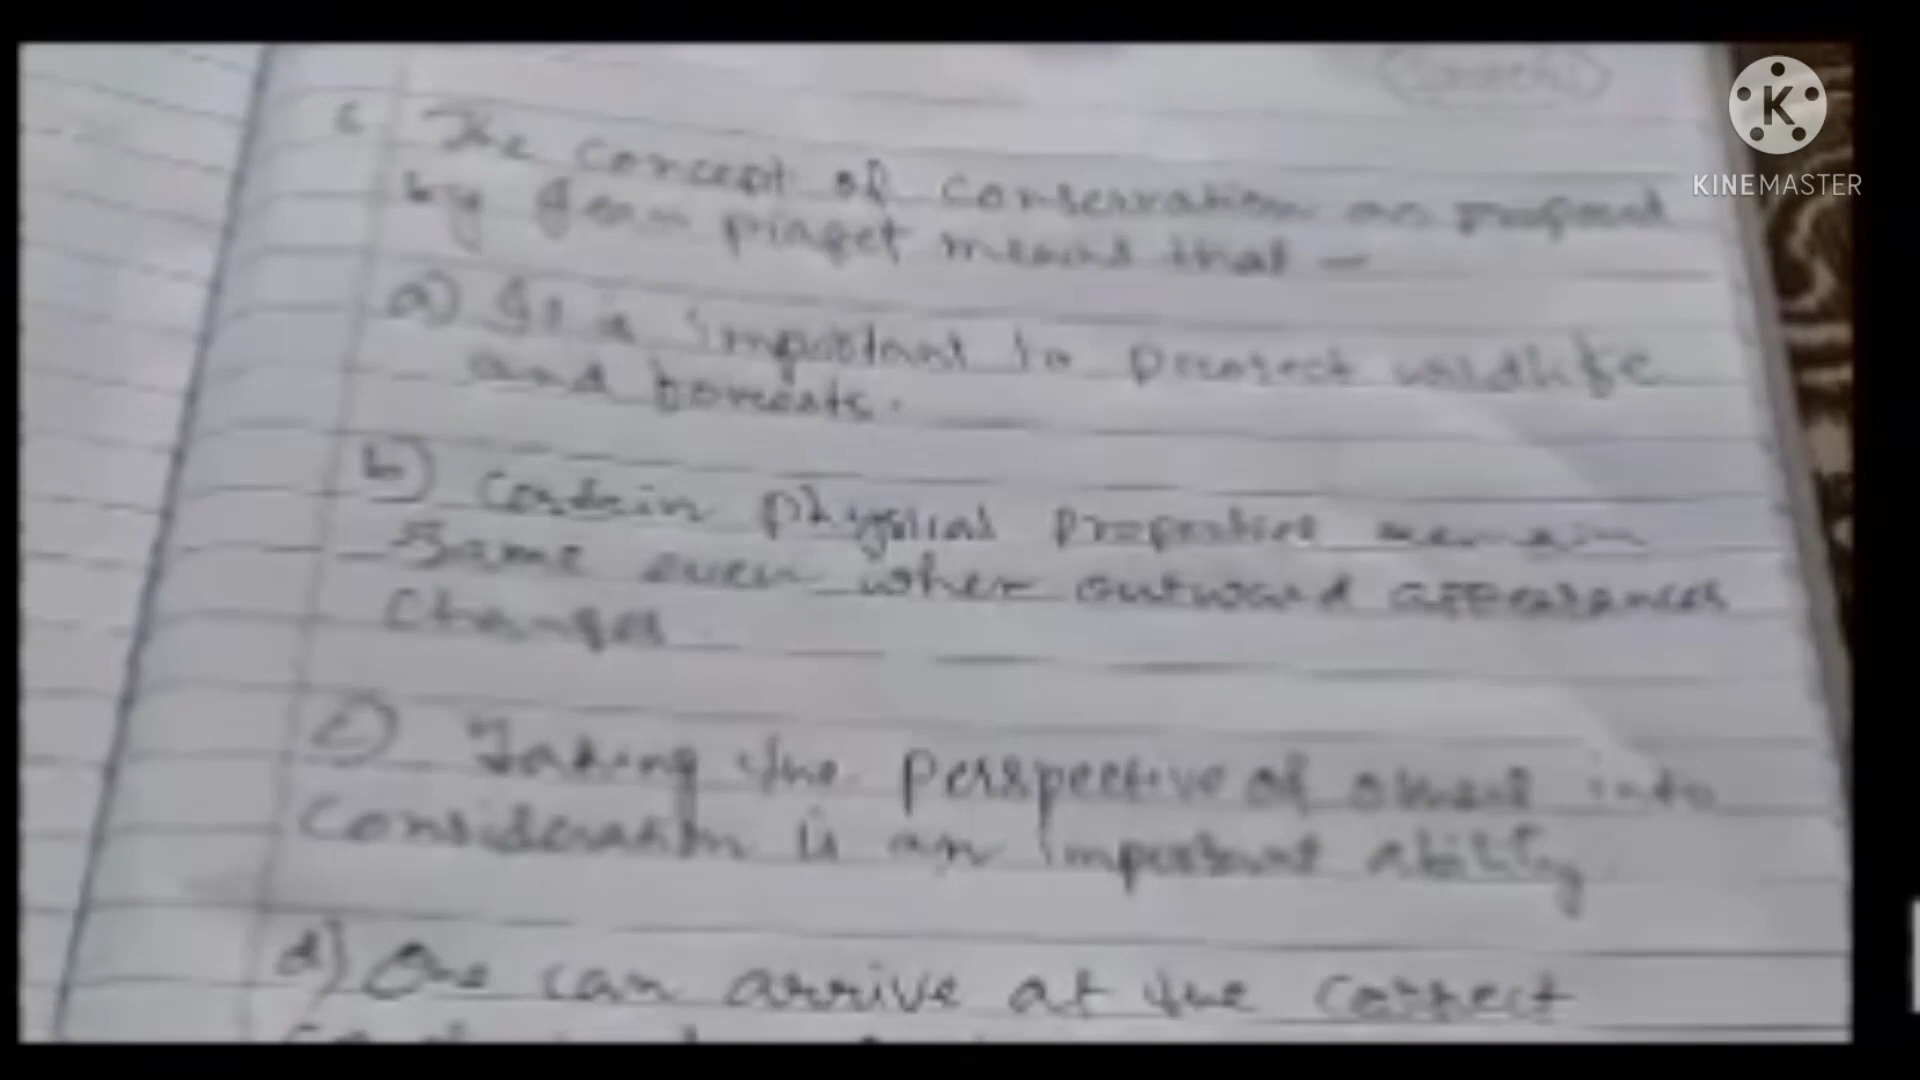 The concept of conservation as proposed
by Jean piaget means that -
a) It is important to protect wildlife
and forests.
b) Certain physical properties remain
Same even when outward appearances
Changes
c) Taking the perspective of into
Consideration is an important ability
d) One can arrive at the correct
KINEMASTER